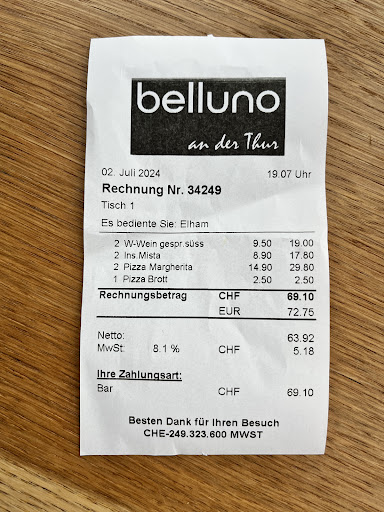 belluno
an der Thur
02. Juli 2024 19.07 Uhr
Rechnung Nr. 34249
Tisch 1
Es bediente Sie: Elham
2 W-Wein gespr.süss 9.50 19.00
2 Ins.Mista 8.90 17.80
2 Pizza Margherita 14.90 29.80
1 Pizza Brott 2.50 2.50
Rechnungsbetrag CHF 69.10
EUR 72.75
Netto: 63.92
MwSt: 8.1 % CHF 5.18
Ihre Zahlungsart:
Bar CHF 69.10
Besten Dank für Ihren Besuch
CHE-249.323.600 MWST